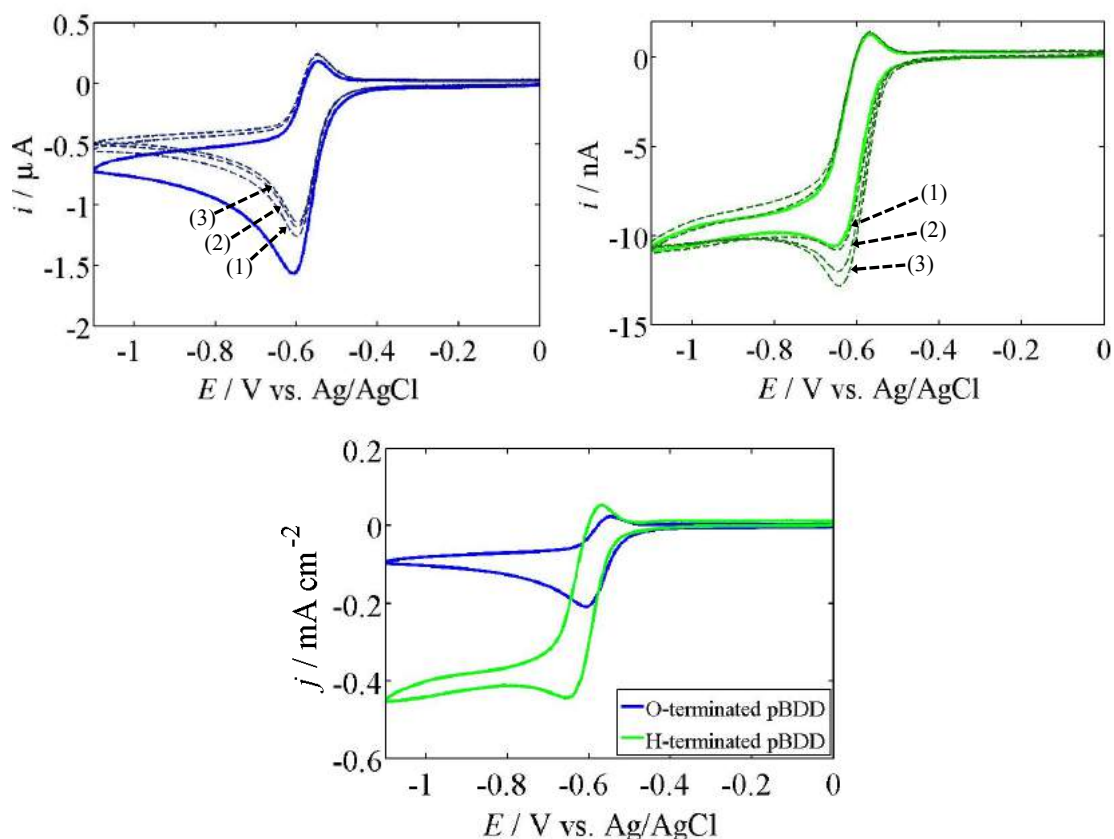 0.5
0
-0.5
-1
-1.5
-2
i / µ A
(3)
(2)
(1)
-1 -0.8 -0.6 -0.4 -0.2 0
E / V vs. Ag/AgCl
0
-5
-10
-15
i / nA
(1)
(2)
(3)
-1 -0.8 -0.6 -0.4 -0.2 0
E / V vs. Ag/AgCl
0.2
0
-0.2
-0.4
-0.6
j / mA cm⁻²
O-terminated pBDD
H-terminated pBDD
-1 -0.8 -0.6 -0.4 -0.2 0
E / V vs. Ag/AgCl